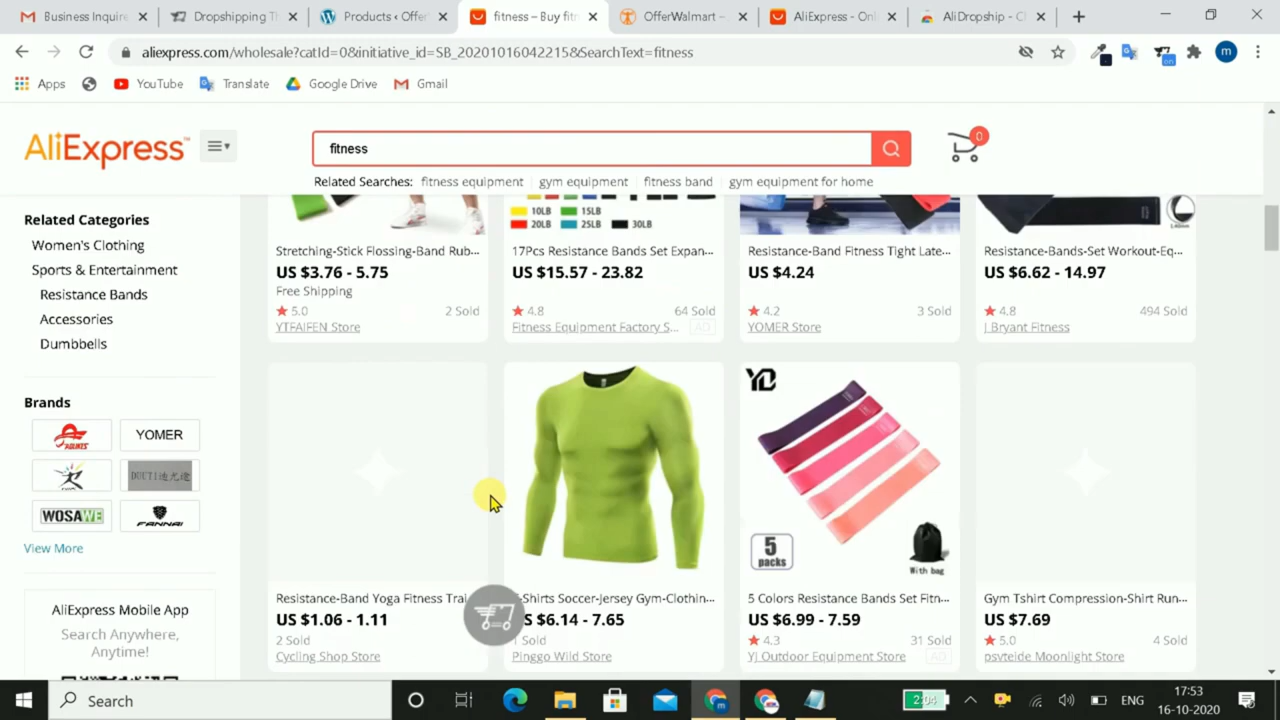 Business Inquire
Dropshipping Th
Products ‹ Offer
fitness – Buy fitn
OfferWalmart –
AliExpress - Onl
AliDropship - Ch
aliexpress.com/wholesale?catId=0&initiative_id=SB_20201016042215&SearchText=fitness
m
on
Apps
YouTube
Translate
Google Drive
Gmail
AliExpress™
fitness
0
Related Searches: fitness equipment gym equipment fitness band gym equipment for home
Related Categories
Women's Clothing
Sports & Entertainment
Resistance Bands
Accessories
Dumbbells
Brands
YOMER
WOSAWE
FANNAI
View More
AliExpress Mobile App
Search Anywhere,
Anytime!
10LB 15LB
20LB 25LB 30LB
Stretching-Stick Flossing-Band Rub...
US $3.76 - 5.75
Free Shipping
5.0 2 Sold
YTFAIFEN Store
17Pcs Resistance Bands Set Expan...
US $15.57 - 23.82
4.8 64 Sold
Fitness Equipment Factory S... AD
Resistance-Band Fitness Tight Late...
US $4.24
4.2 3 Sold
YOMER Store
Resistance-Bands-Set Workout-Eq...
US $6.62 - 14.97
4.8 494 Sold
J Bryant Fitness
Resistance-Band Yoga Fitness Trai
US $1.06 - 1.11
2 Sold
Cycling Shop Store
-Shirts Soccer-Jersey Gym-Clothin...
S $6.14 - 7.65
1 Sold
Pinggo Wild Store
YD
5
packs
With bag
5 Colors Resistance Bands Set Fitn...
US $6.99 - 7.59
4.3 31 Sold
YJ Outdoor Equipment Store AD
Gym Tshirt Compression-Shirt Run...
US $7.69
5.0 4 Sold
psvteide Moonlight Store
Search
2:04
ENG
17:53
16-10-2020